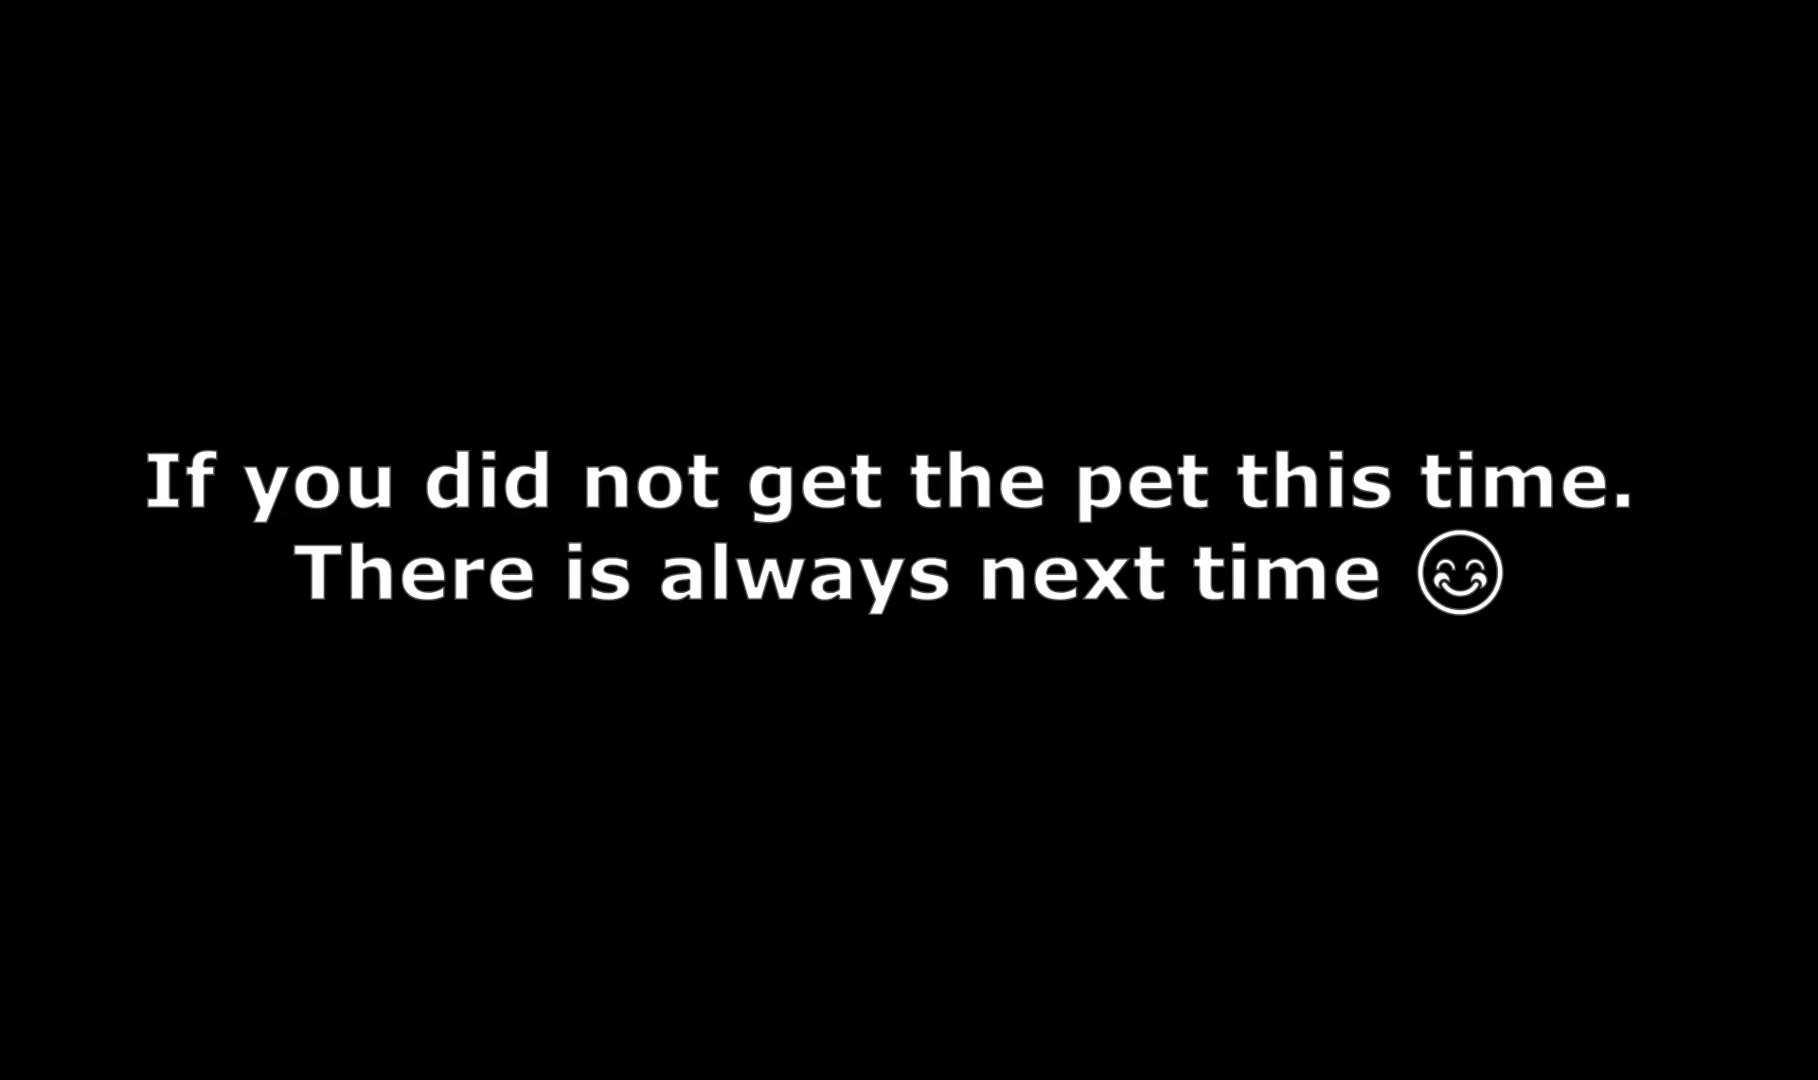 If you did not get the pet this time.
There is always next time 😊